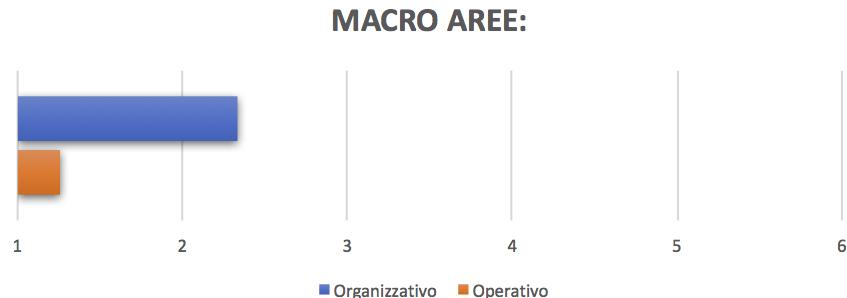 MACRO AREE:
1 2 3 4 5 6
Organizzativo Operativo